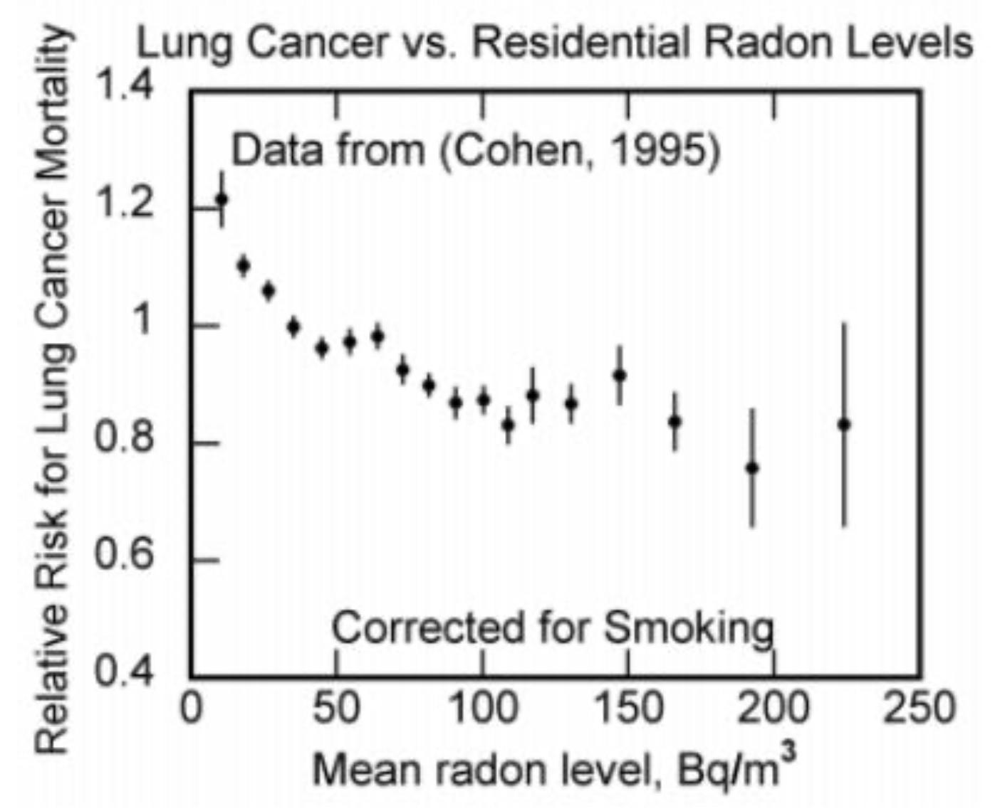 Lung Cancer vs. Residential Radon Levels
Relative Risk for Lung Cancer Mortality
1.4
Data from (Cohen, 1995)
1.2
1
0.8
0.6
Corrected for Smoking
0.4
0 50 100 150 200 250
Mean radon level, Bq/m³